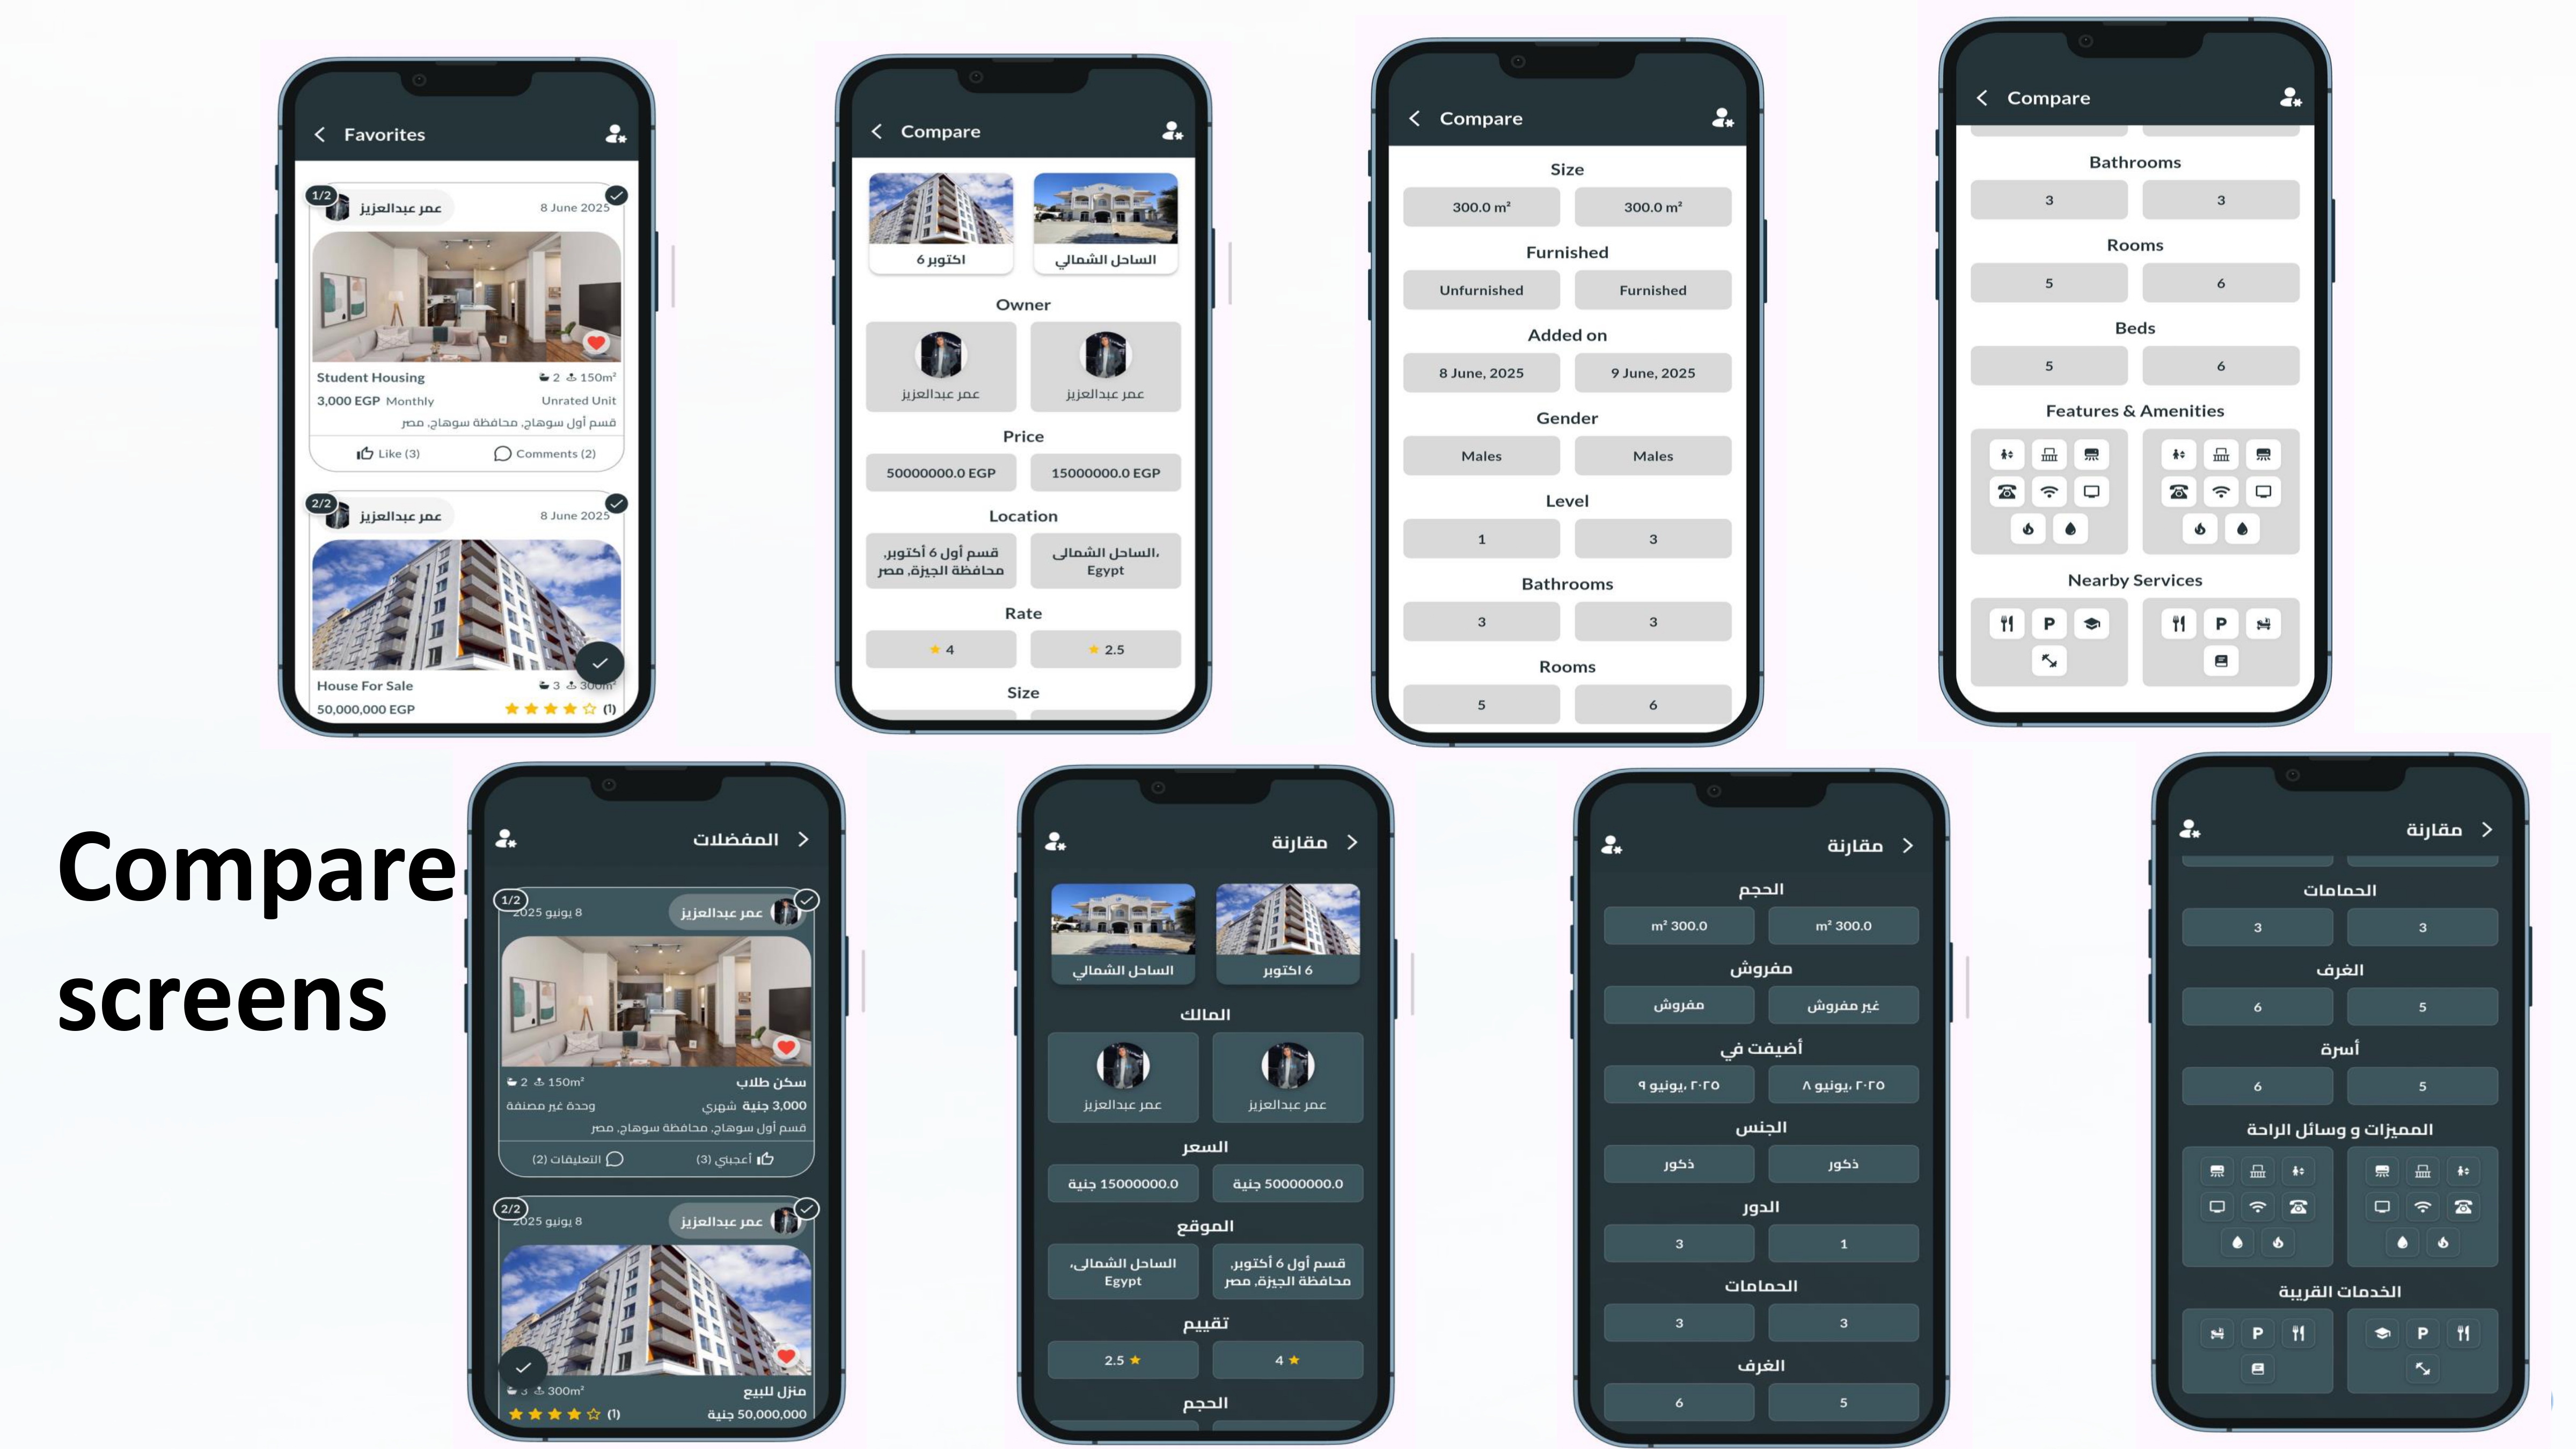 Favorites
1/2
عمر عبدالعزيز
8 June 2025
Student Housing
2 150m²
3,000 EGP Monthly
Unrated Unit
قسم أول سوهاج, محافظة سوهاج, مصر
Like (3)
Comments (2)
2/2
عمر عبدالعزيز
8 June 2025
House For Sale
3 300m²
50,000,000 EGP
(1)
Compare
6 اكتوبر
الساحل الشمالي
Owner
عمر عبدالعزيز
عمر عبدالعزيز
Price
50000000.0 EGP
15000000.0 EGP
Location
قسم أول 6 أكتوبر,
محافظة الجيزة, مصر
الساحل الشمالى،
Egypt
Rate
4
2.5
Size
Compare
Size
300.0 m²
300.0 m²
Furnished
Unfurnished
Furnished
Added on
8 June, 2025
9 June, 2025
Gender
Males
Males
Level
1
3
Bathrooms
3
3
Rooms
5
6
Compare
Bathrooms
3
3
Rooms
5
6
Beds
5
6
Features & Amenities
Nearby Services
P
P
Compare
screens
المفضلات
1/2
عمر عبدالعزيز
8 يونيو 2025
سكن طلاب
2 150m²
3,000 جنية شهري
وحدة غير مصنفة
قسم أول سوهاج, محافظة سوهاج, مصر
أعجبني (3)
التعليقات (2)
2/2
عمر عبدالعزيز
8 يونيو 2025
منزل للبيع
3 300m²
50,000,000 جنية
(1)
مقارنة
6 اكتوبر
الساحل الشمالي
المالك
عمر عبدالعزيز
عمر عبدالعزيز
السعر
50000000.0 جنية
15000000.0 جنية
الموقع
قسم أول 6 أكتوبر,
محافظة الجيزة, مصر
الساحل الشمالى،
Egypt
تقييم
4
2.5
الحجم
مقارنة
الحجم
m² 300.0
m² 300.0
مفروش
غير مفروش
مفروش
أضيفت في
٨ يونيو، ٢٠٢٥
٩ يونيو، ٢٠٢٥
الجنس
ذكور
ذكور
الدور
1
3
الحمامات
3
3
الغرف
5
6
مقارنة
الحمامات
3
3
الغرف
5
6
أسرة
5
6
المميزات و وسائل الراحة
الخدمات القريبة
P
P